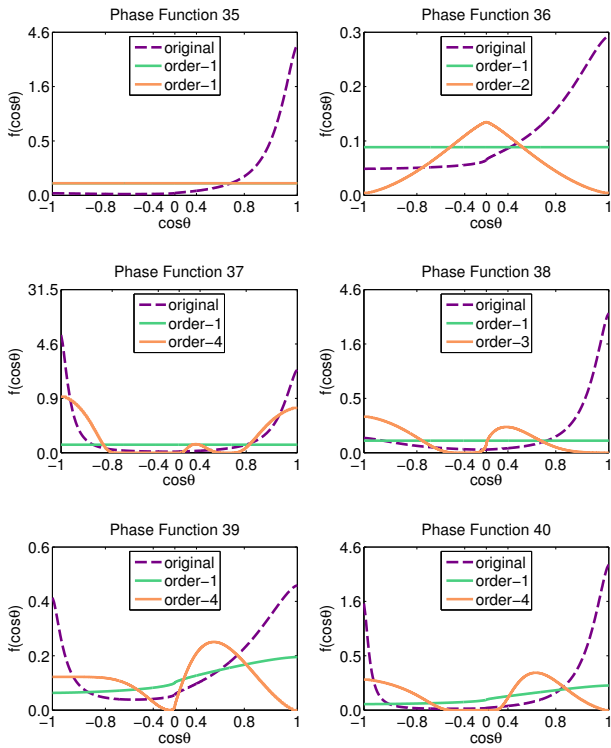 Phase Function 35
4.6
1.6
0.5
0.0
f(cosθ)
original
order−1
order−1
−1 −0.8 −0.4 0 0.4 1
cosθ
Phase Function 36
0.3
0.2
0.1
0.0
f(cosθ)
original
order−1
order−2
−1 −0.8 −0.4 0 0.4 1
cosθ
Phase Function 37
31.5
4.6
0.9
0.0
f(cosθ)
original
order−1
order−4
−1 −0.8 −0.4 0 0.4 0.8 1
cosθ
Phase Function 38
4.6
1.6
0.5
0.0
f(cosθ)
original
order−1
order−3
−1 −0.8 −0.4 0 0.4 1
cosθ
Phase Function 39
0.6
0.4
0.2
0.0
f(cosθ)
original
order−1
order−4
−1 −0.8 −0.4 0 0.4 1
cosθ
Phase Function 40
4.6
1.6
0.5
0.0
f(cosθ)
original
order−1
order−4
−1 −0.8 −0.4 0 0.4 0.8 1
cosθ